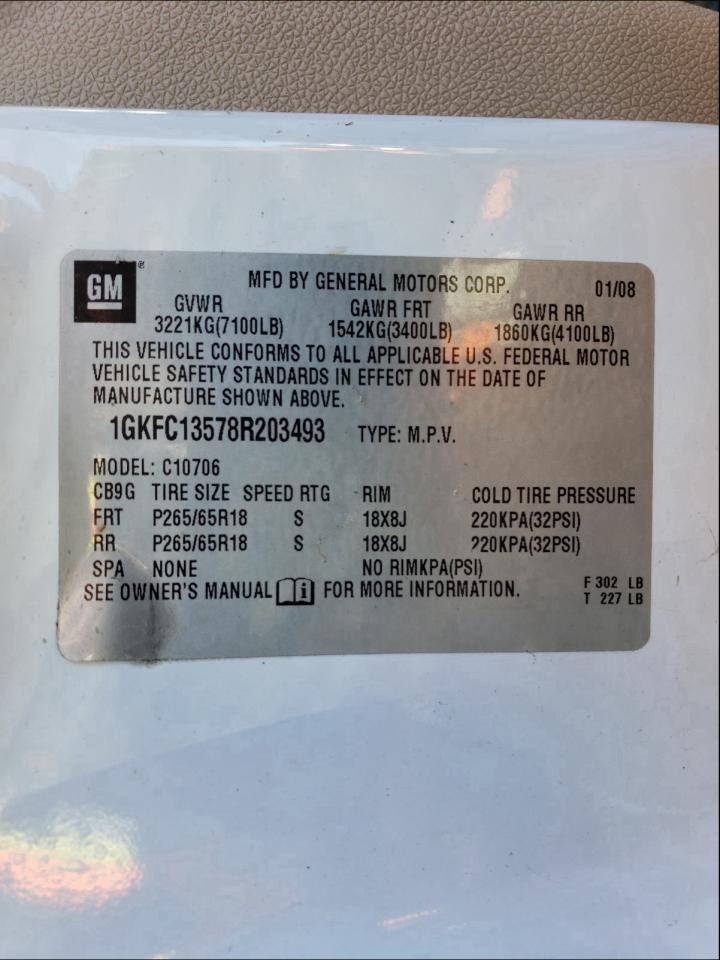 GM ®
MFD BY GENERAL MOTORS CORP. 01/08
GVWR GAWR FRT GAWR RR
3221KG(7100LB) 1542KG(3400LB) 1860KG(4100LB)
THIS VEHICLE CONFORMS TO ALL APPLICABLE U.S. FEDERAL MOTOR
VEHICLE SAFETY STANDARDS IN EFFECT ON THE DATE OF
MANUFACTURE SHOWN ABOVE.
1GKFC13578R203493 TYPE: M.P.V.
MODEL: C10706
CB9G TIRE SIZE SPEED RTG RIM COLD TIRE PRESSURE
FRT P265/65R18 S 18X8J 220KPA(32PSI)
RR P265/65R18 S 18X8J 220KPA(32PSI)
SPA NONE NO RIMKPA(PSI)
SEE OWNER'S MANUAL i FOR MORE INFORMATION.
F 302 LB
T 227 LB